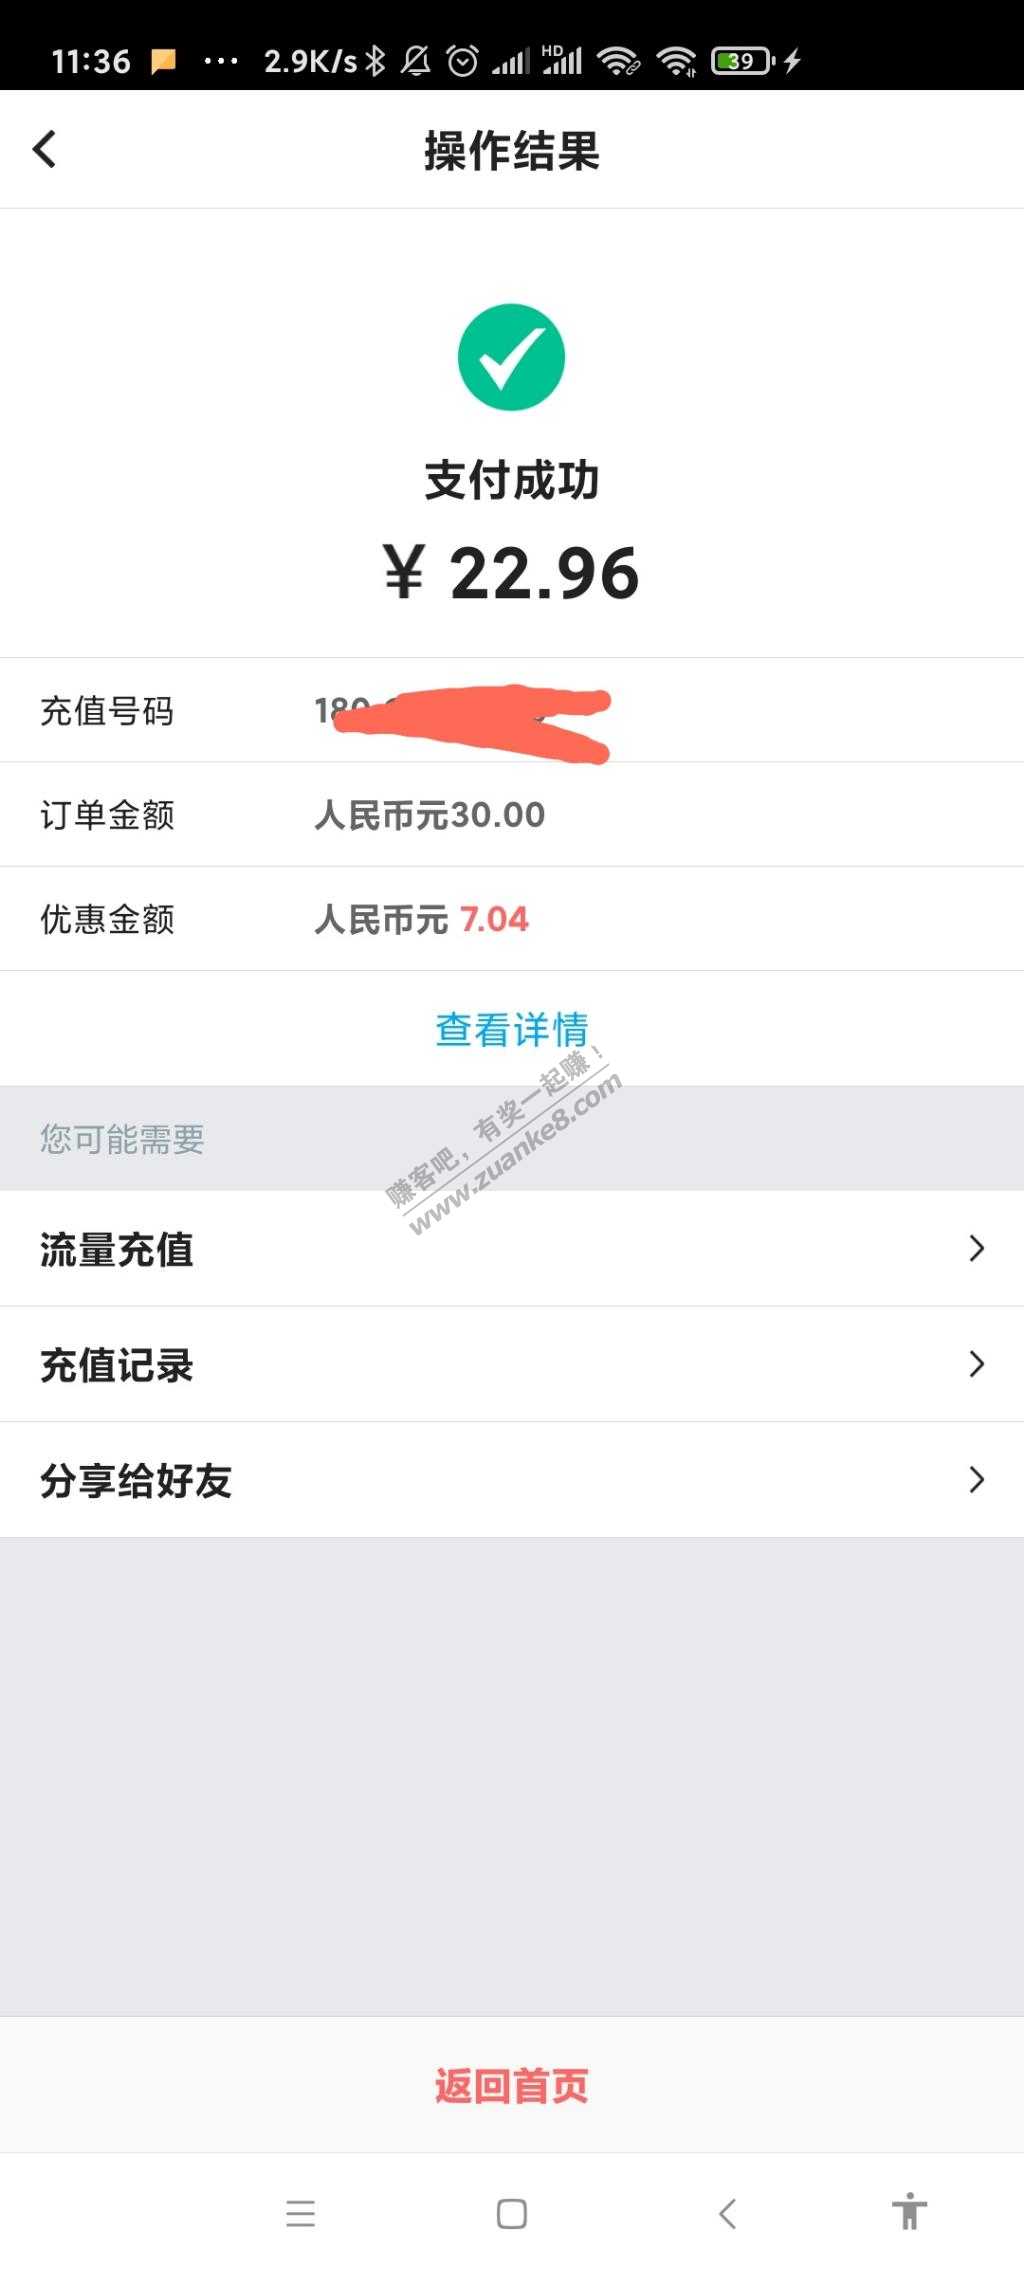 11:36 ··· 2.9K/s HD 39
操作结果
支付成功
¥ 22.96
充值号码 180
订单金额 人民币元30.00
优惠金额 人民币元 7.04
查看详情
您可能需要
赚客吧，有奖一起赚！
www.zuanke8.com
流量充值
充值记录
分享给好友
返回首页